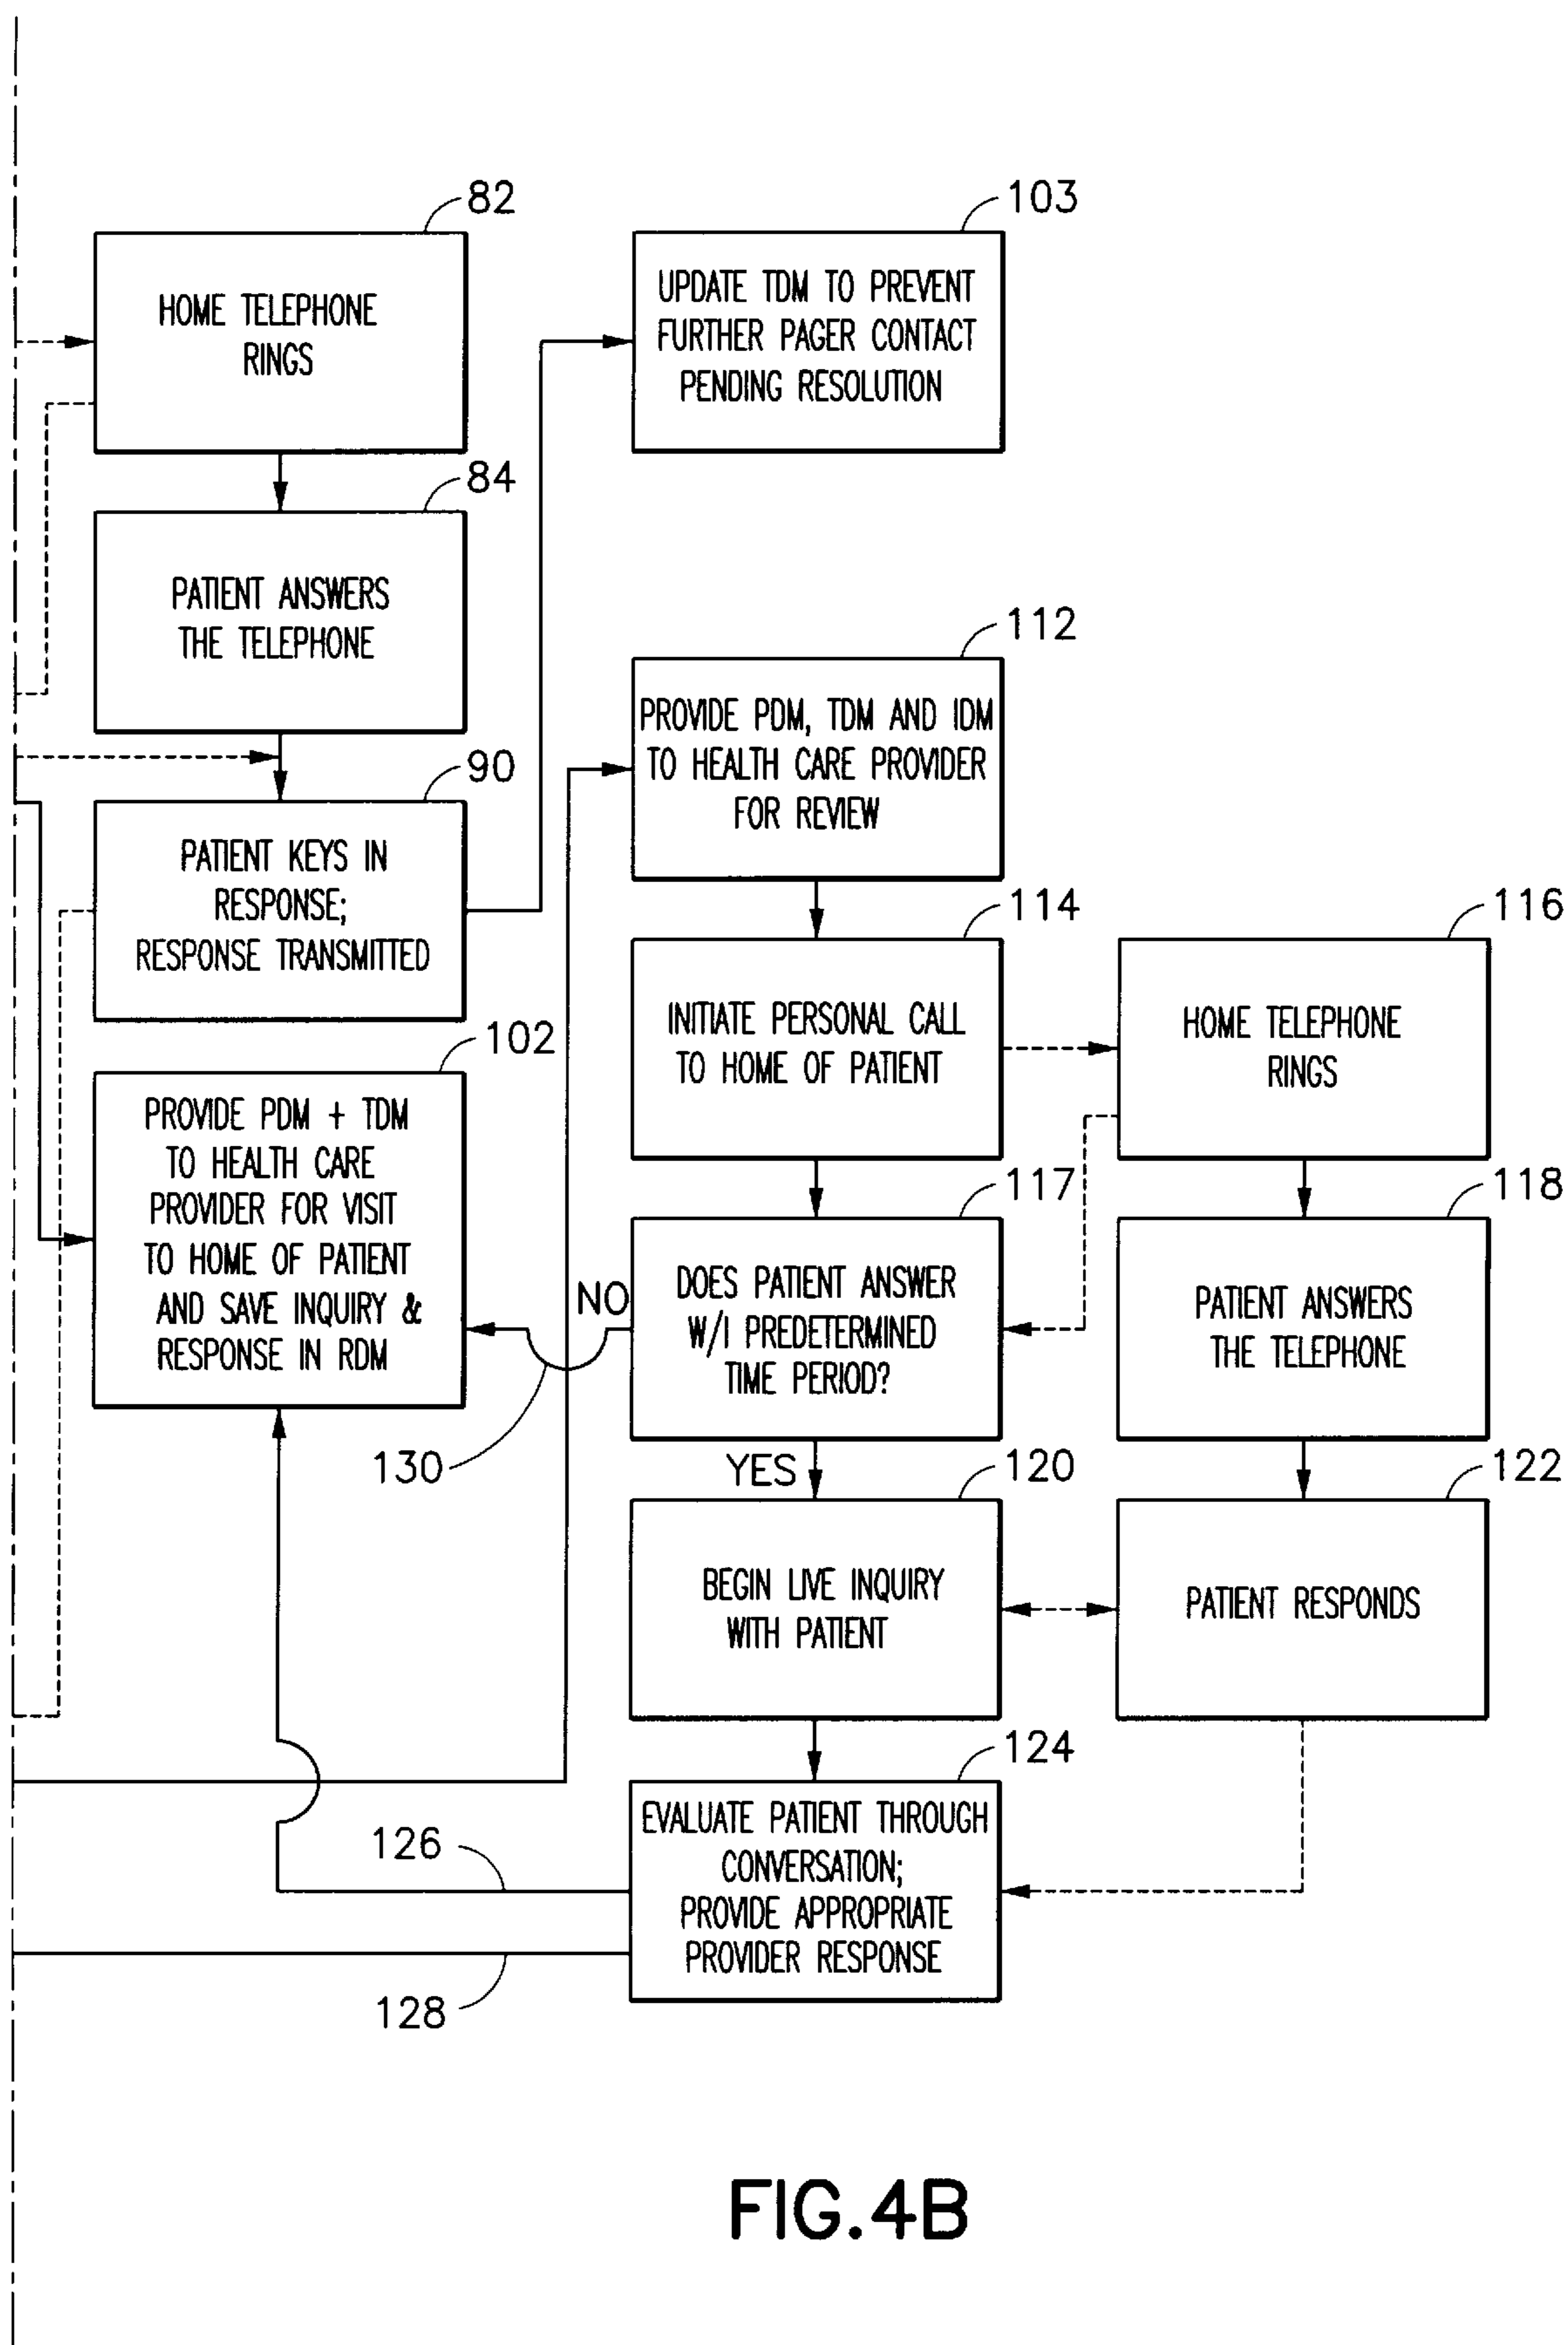 82
HOME TELEPHONE
RINGS
103
UPDATE TDM TO PREVENT
FURTHER PAGER CONTACT
PENDING RESOLUTION
84
PATIENT ANSWERS
THE TELEPHONE
112
PROVIDE PDM, TDM AND IDM
TO HEALTH CARE PROVIDER
FOR REVIEW
90
PATIENT KEYS IN
RESPONSE;
RESPONSE TRANSMITTED
114
INITIATE PERSONAL CALL
TO HOME OF PATIENT
116
HOME TELEPHONE
RINGS
102
PROVIDE PDM + TDM
TO HEALTH CARE
PROVIDER FOR VISIT
TO HOME OF PATIENT
AND SAVE INQUIRY &
RESPONSE IN RDM
117
DOES PATIENT ANSWER
W/I PREDETERMINED
TIME PERIOD?
NO
118
PATIENT ANSWERS
THE TELEPHONE
130
YES
120
BEGIN LIVE INQUIRY
WITH PATIENT
122
PATIENT RESPONDS
124
EVALUATE PATIENT THROUGH
CONVERSATION;
PROVIDE APPROPRIATE
PROVIDER RESPONSE
126
128
FIG.4B